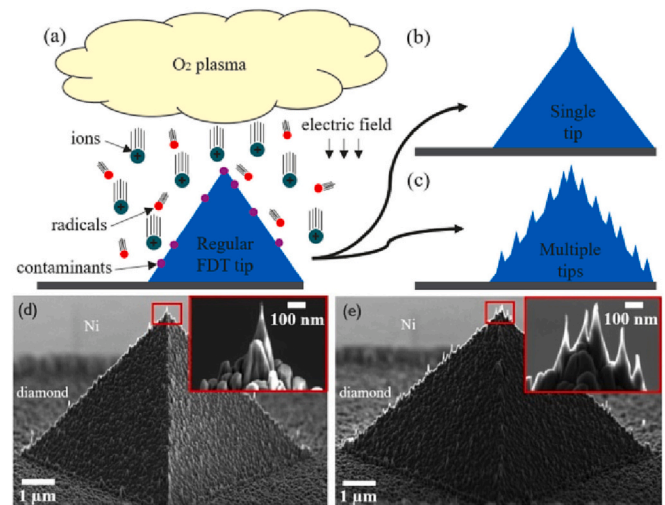 (a)
O₂ plasma
ions
electric field
radicals
contaminants
Regular
FDT tip
(b)
Single
tip
(c)
Multiple
tips
(d)
Ni
100 nm
diamond
1 µm
(e)
Ni
100 nm
diamond
1 µm